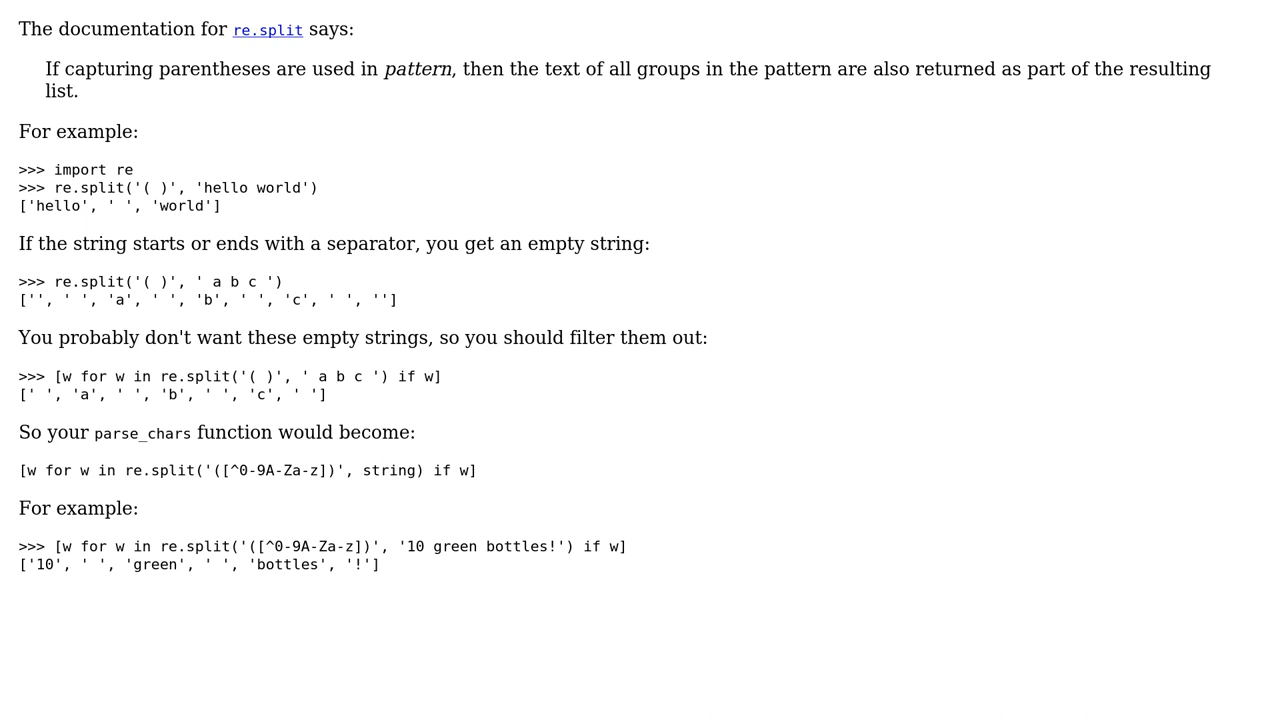 The documentation for re.split says:
If capturing parentheses are used in pattern, then the text of all groups in the pattern are also returned as part of the resulting
list.
For example:
>>> import re
>>> re.split('( )', 'hello world')
['hello', ' ', 'world']
If the string starts or ends with a separator, you get an empty string:
>>> re.split('( )', ' a b c ')
['', ' ', 'a', ' ', 'b', ' ', 'c', ' ', '']
You probably don't want these empty strings, so you should filter them out:
>>> [w for w in re.split('( )', ' a b c ') if w]
[' ', 'a', ' ', 'b', ' ', 'c', ' ']
So your parse_chars function would become:
[w for w in re.split('([^0-9A-Za-z])', string) if w]
For example:
>>> [w for w in re.split('([^0-9A-Za-z])', '10 green bottles!') if w]
['10', ' ', 'green', ' ', 'bottles', '!']